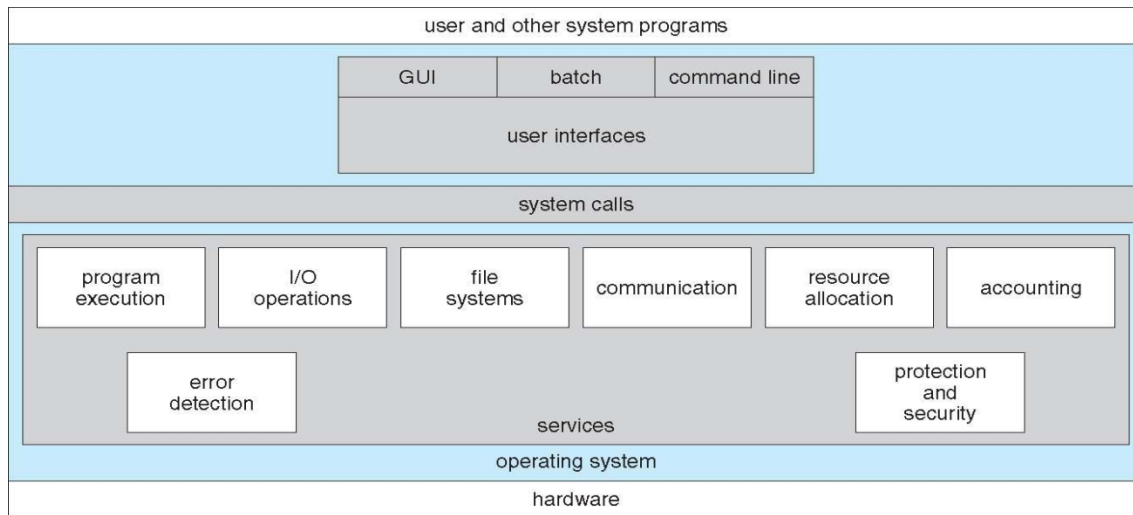 user and other system programs
GUI batch command line
user interfaces
system calls
program
execution
I/O
operations
file
systems
communication
resource
allocation
accounting
error
detection
protection
and
security
services
operating system
hardware